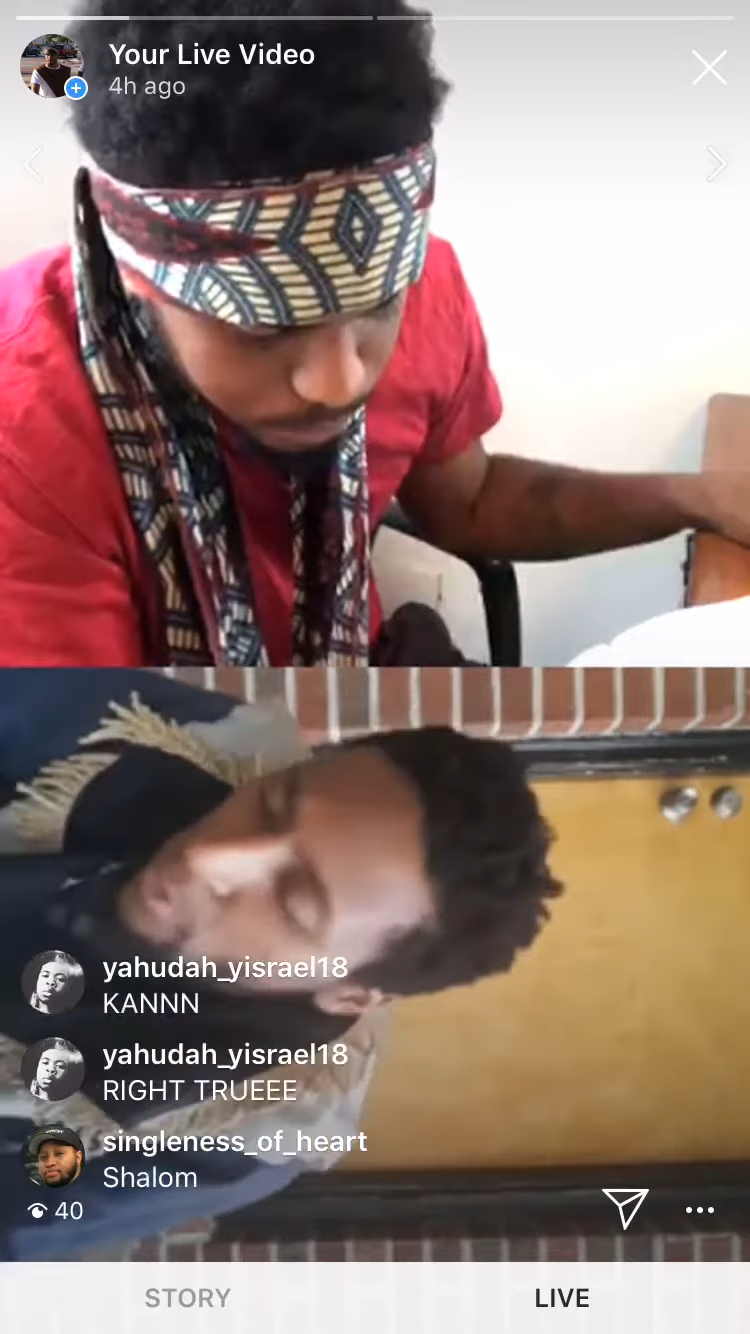 Your Live Video
4h ago
yahudah_yisrael18
KANNN
yahudah_yisrael18
RIGHT TRUEEE
singleness_of_heart
Shalom
40
STORY
LIVE